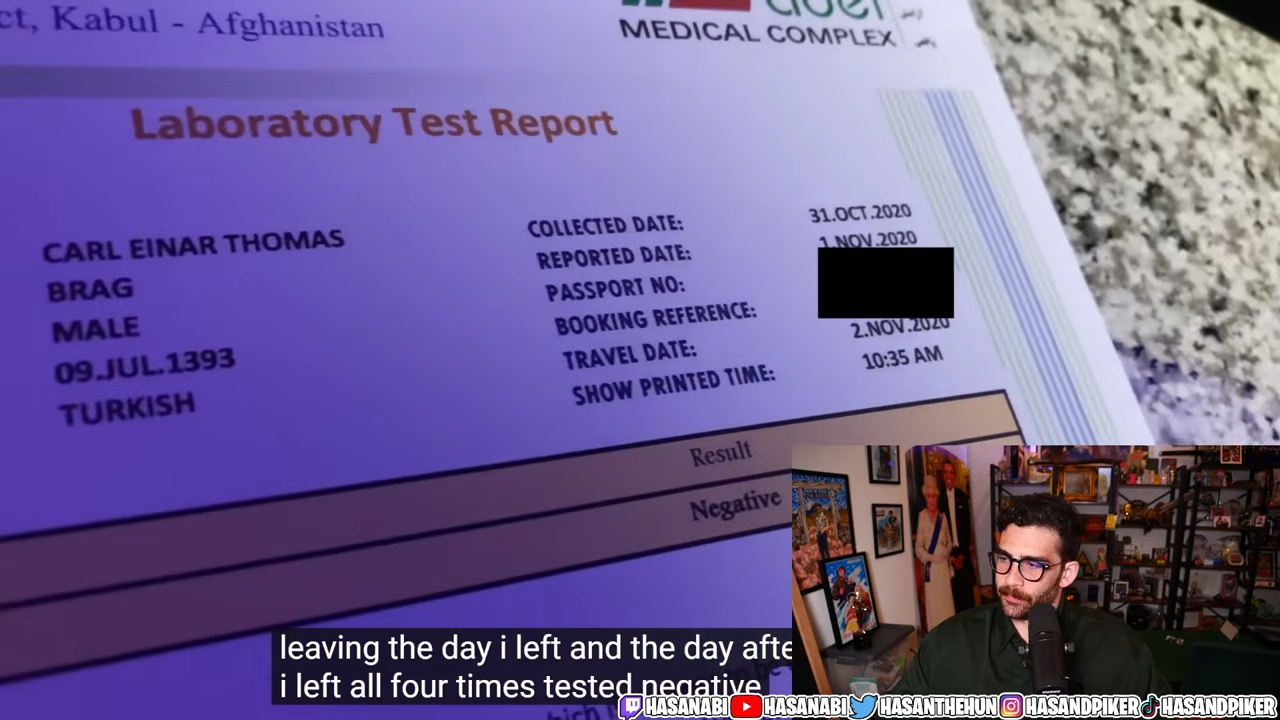 ct, Kabul - Afghanistan
MEDICAL COMPLEX
Laboratory Test Report
CARL EINAR THOMAS
BRAG
MALE
09.JUL.1393
TURKISH
COLLECTED DATE: 31.OCT.2020
REPORTED DATE: 1.NOV.2020
PASSPORT NO:
BOOKING REFERENCE:
TRAVEL DATE: 2.NOV.2020
SHOW PRINTED TIME: 10:35 AM
Result
Negative
leaving the day i left and the day afte
i left all four times tested negative
HASANABI HASANABI HASANTHEHUN HASANDPIKER HASANDPIKER